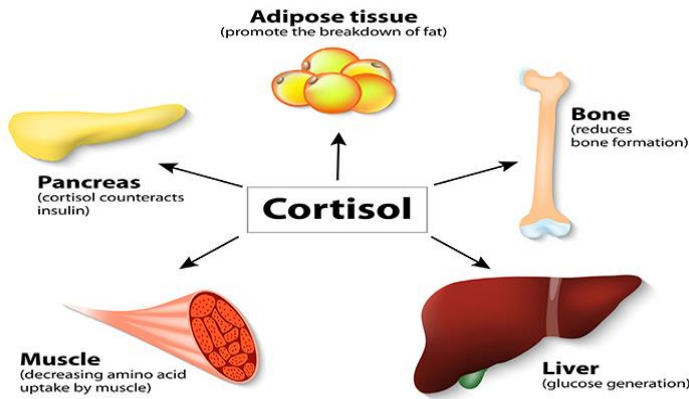 Adipose tissue
(promote the breakdown of fat)
Bone
(reduces
bone formation)
Pancreas
(cortisol counteracts
insulin)
Cortisol
Muscle
(decreasing amino acid
uptake by muscle)
Liver
(glucose generation)